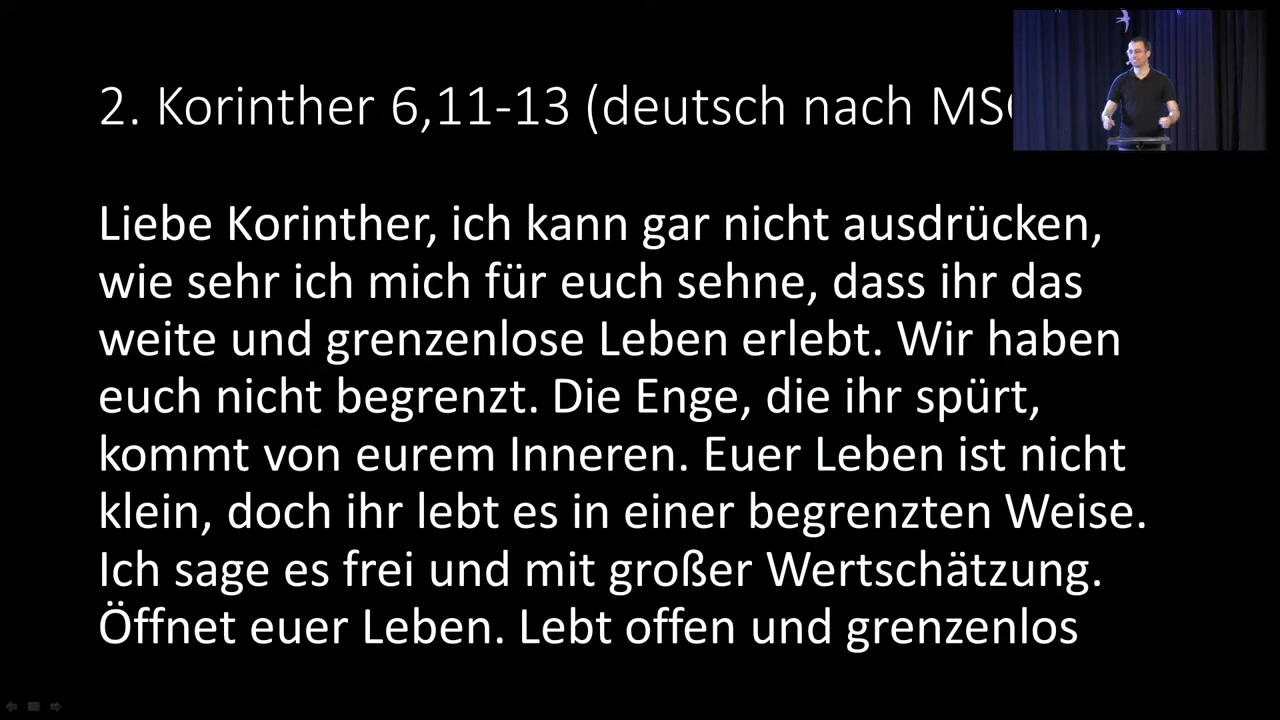 2. Korinther 6,11-13 (deutsch nach
Liebe Korinther, ich kann gar nicht ausdrücken,
wie sehr ich mich für euch sehne, dass ihr das
weite und grenzenlose Leben erlebt. Wir haben
euch nicht begrenzt. Die Enge, die ihr spürt,
kommt von eurem Inneren. Euer Leben ist nicht
klein, doch ihr lebt es in einer begrenzten Weise.
Ich sage es frei und mit großer Wertschätzung.
Öffnet euer Leben. Lebt offen und grenzenlos